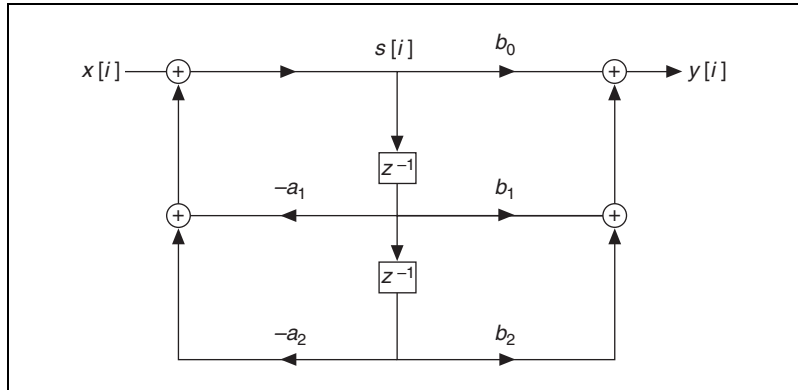 s[i] b₀
x[i] + + y[i]
z⁻¹
–a₁ b₁
+ +
z⁻¹
–a₂ b₂